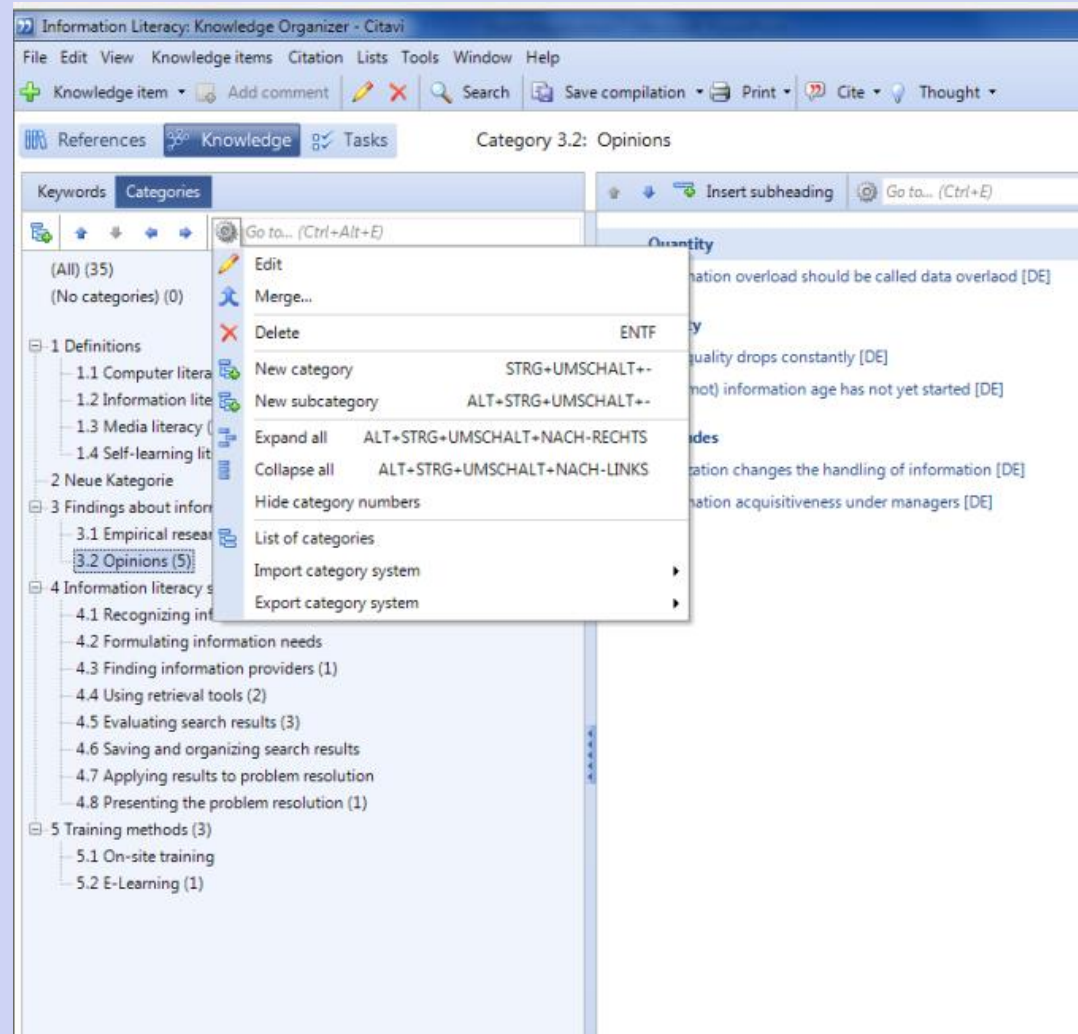 Information Literacy: Knowledge Organizer - Citavi
File Edit View Knowledge items Citation Lists Tools Window Help
Knowledge item Add comment Search Save compilation Print Cite Thought
References Knowledge Tasks Category 3.2: Opinions
Keywords Categories
Insert subheading Go to... (Ctrl+E)
Go to... (Ctrl+Alt+E)
(All) (35)
(No categories) (0)
1 Definitions
1.1 Computer litera
1.2 Information lite
1.3 Media literacy (
1.4 Self-learning lit
2 Neue Kategorie
3 Findings about infor
3.1 Empirical resear
3.2 Opinions (5)
4 Information literacy s
4.1 Recognizing inf
4.2 Formulating information needs
4.3 Finding information providers (1)
4.4 Using retrieval tools (2)
4.5 Evaluating search results (3)
4.6 Saving and organizing search results
4.7 Applying results to problem resolution
4.8 Presenting the problem resolution (1)
5 Training methods (3)
5.1 On-site training
5.2 E-Learning (1)
Edit
Merge...
Delete ENTF
New category STRG+UMSCHALT+-
New subcategory ALT+STRG+UMSCHALT+-
Expand all ALT+STRG+UMSCHALT+NACH-RECHTS
Collapse all ALT+STRG+UMSCHALT+NACH-LINKS
Hide category numbers
List of categories
Import category system
Export category system
Quantity
ation overload should be called data overlaod [DE]
ty
quality drops constantly [DE]
not) information age has not yet started [DE]
des
zation changes the handling of information [DE]
ation acquisitiveness under managers [DE]